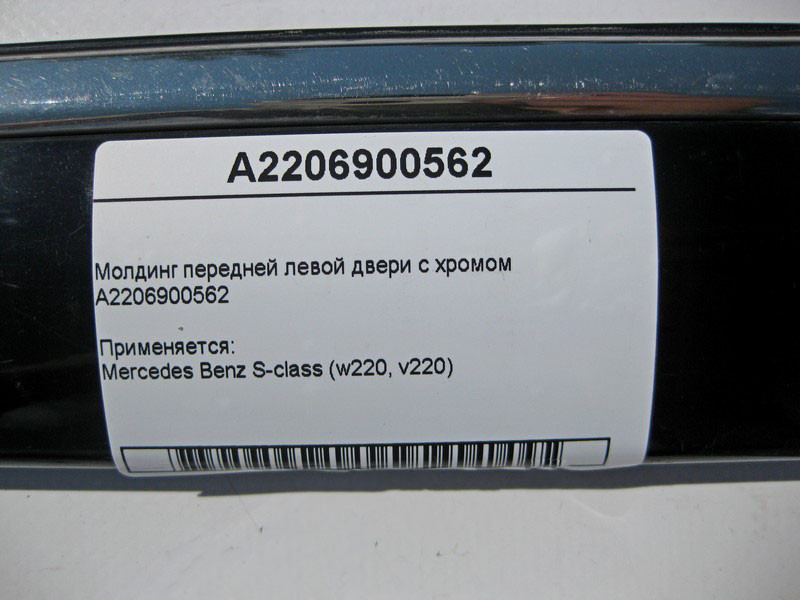 A2206900562
Молдинг передней левой двери с хромом
A2206900562
Применяется:
Mercedes Benz S-class (w220, v220)